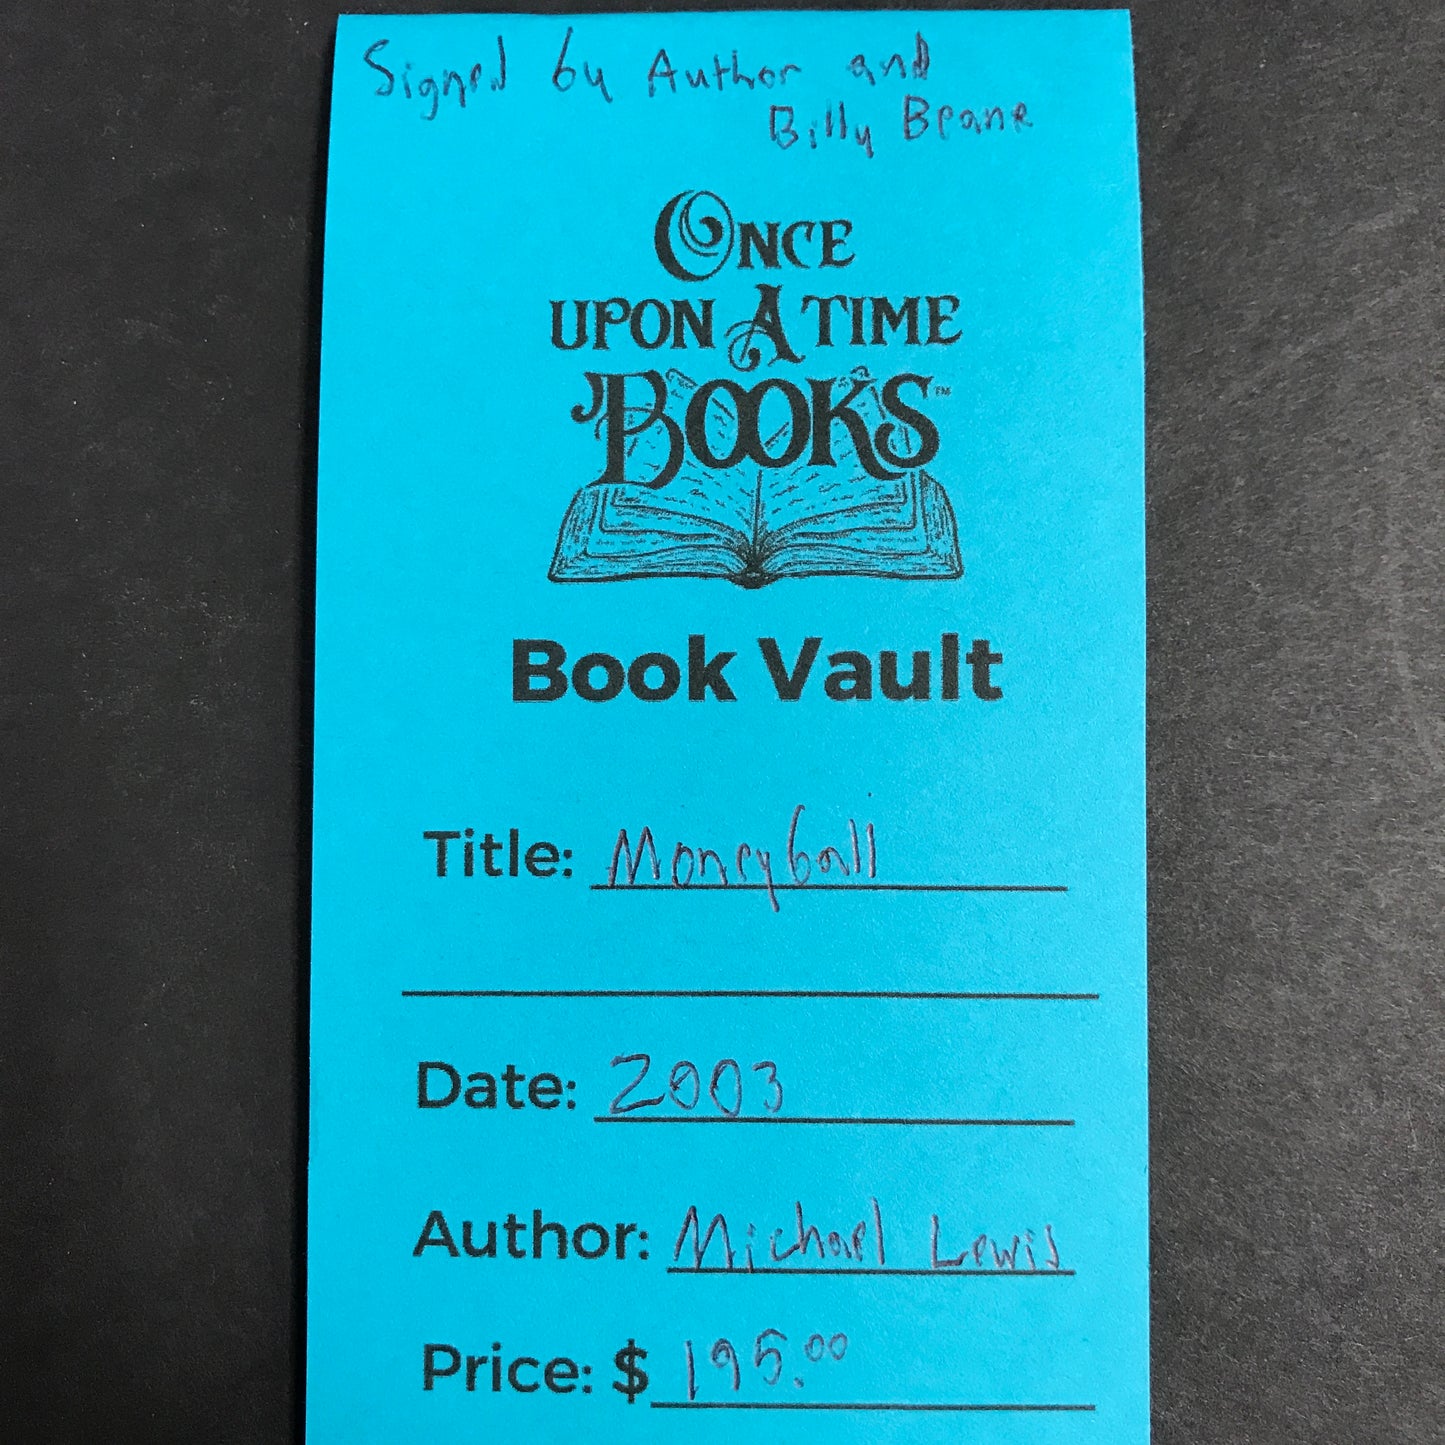 Signed by Author and
Billy Beane
ONCE
UPON A TIME
BOOKS™
Book Vault
Title: Moneyball
Date: 2003
Author: Michael Lewis
Price: $ 195.00